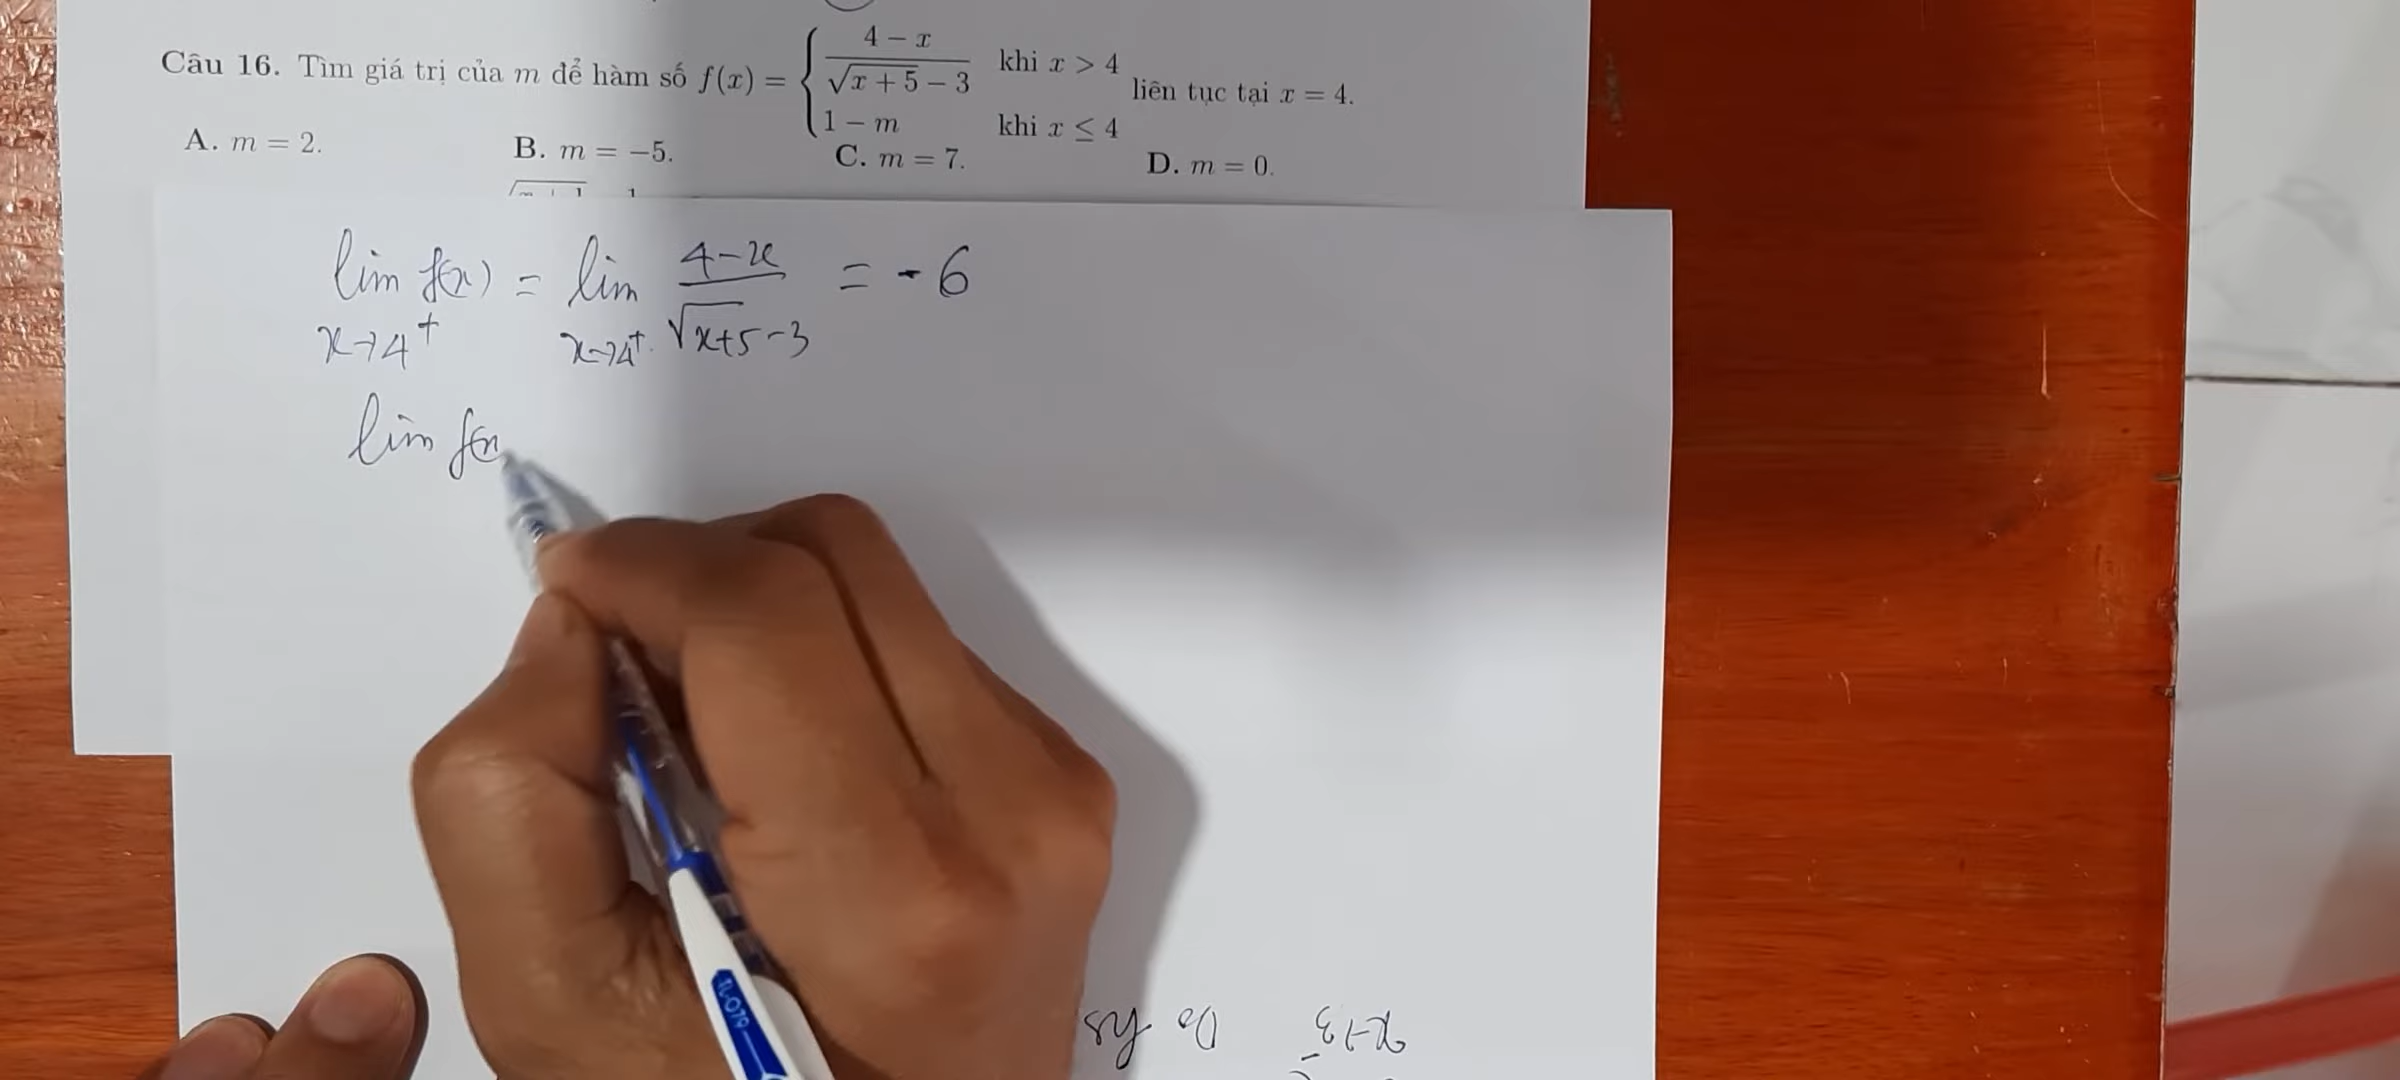 Câu 16. Tìm giá trị của m để hàm số f(x) = { (4 − x)/(√(x + 5) − 3) khi x > 4
1 − m khi x ≤ 4 liên tục tại x = 4.
A. m = 2. B. m = −5. C. m = 7. D. m = 0.
lim f(x) = lim (4−x)/(√(x+5)−3) = -6
x→4⁺ x→4⁺
lim f(x
TL079